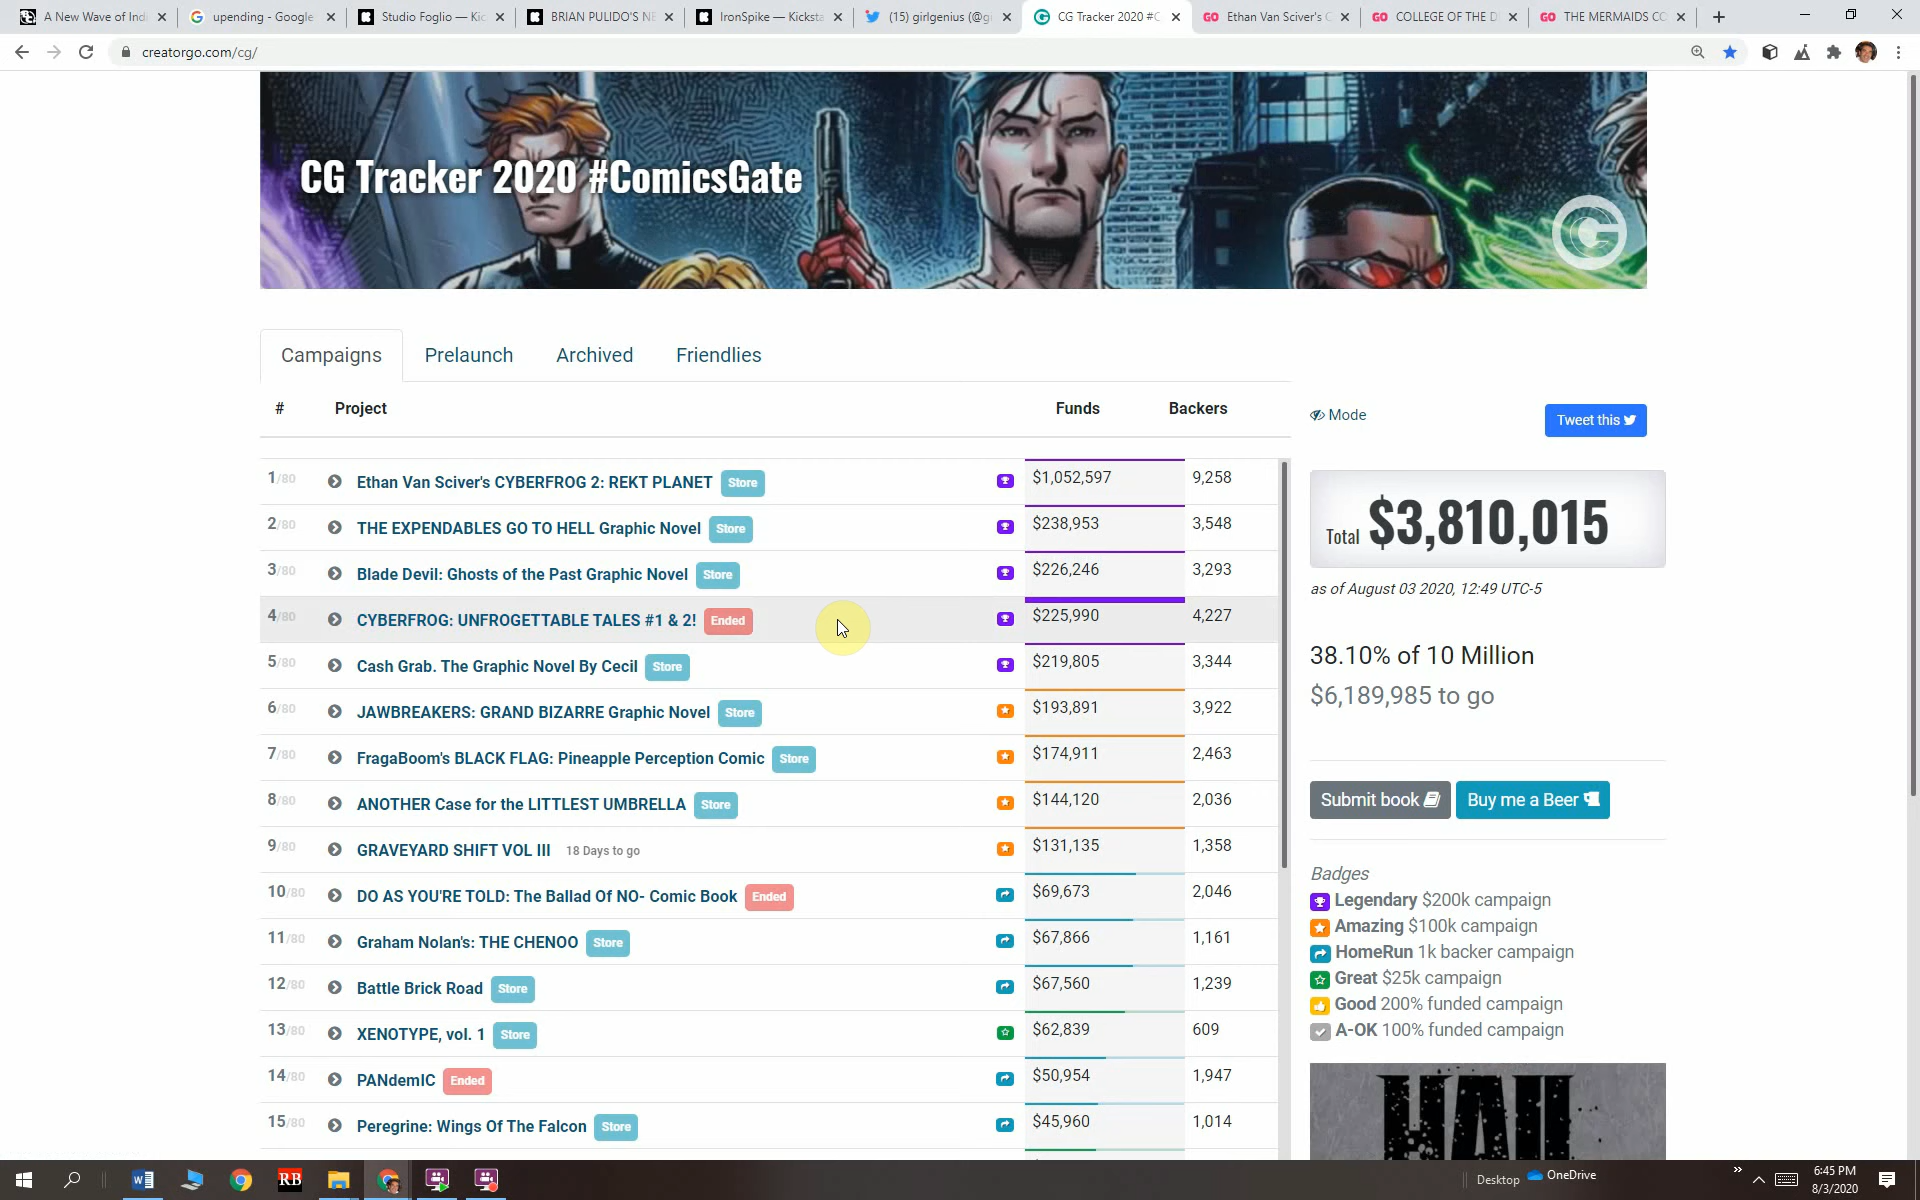 A New Wave of Indi
upending - Google
Studio Foglio — Kic
BRIAN PULIDO'S NE
IronSpike — Kicksta
(15) girlgenius (@gi
CG Tracker 2020 #C
GO Ethan Van Sciver's C
GO COLLEGE OF THE D
GO THE MERMAIDS CO
creatorgo.com/cg/
CG Tracker 2020 #ComicsGate
Campaigns Prelaunch Archived Friendlies
# Project Funds Backers
Mode
Tweet this
1/80 Ethan Van Sciver's CYBERFROG 2: REKT PLANET Store $1,052,597 9,258
2/80 THE EXPENDABLES GO TO HELL Graphic Novel Store $238,953 3,548
3/80 Blade Devil: Ghosts of the Past Graphic Novel Store $226,246 3,293
4/80 CYBERFROG: UNFROGETTABLE TALES #1 & 2! Ended $225,990 4,227
5/80 Cash Grab. The Graphic Novel By Cecil Store $219,805 3,344
6/80 JAWBREAKERS: GRAND BIZARRE Graphic Novel Store $193,891 3,922
7/80 FragaBoom's BLACK FLAG: Pineapple Perception Comic Store $174,911 2,463
8/80 ANOTHER Case for the LITTLEST UMBRELLA Store $144,120 2,036
9/80 GRAVEYARD SHIFT VOL III 18 Days to go $131,135 1,358
10/80 DO AS YOU'RE TOLD: The Ballad Of NO- Comic Book Ended $69,673 2,046
11/80 Graham Nolan's: THE CHENOO Store $67,866 1,161
12/80 Battle Brick Road Store $67,560 1,239
13/80 XENOTYPE, vol. 1 Store $62,839 609
14/80 PANdemIC Ended $50,954 1,947
15/80 Peregrine: Wings Of The Falcon Store $45,960 1,014
Total $3,810,015
as of August 03 2020, 12:49 UTC-5
38.10% of 10 Million
$6,189,985 to go
Submit book
Buy me a Beer
Badges
Legendary $200k campaign
Amazing $100k campaign
HomeRun 1k backer campaign
Great $25k campaign
Good 200% funded campaign
A-OK 100% funded campaign
RB
Desktop
OneDrive
6:45 PM
8/3/2020